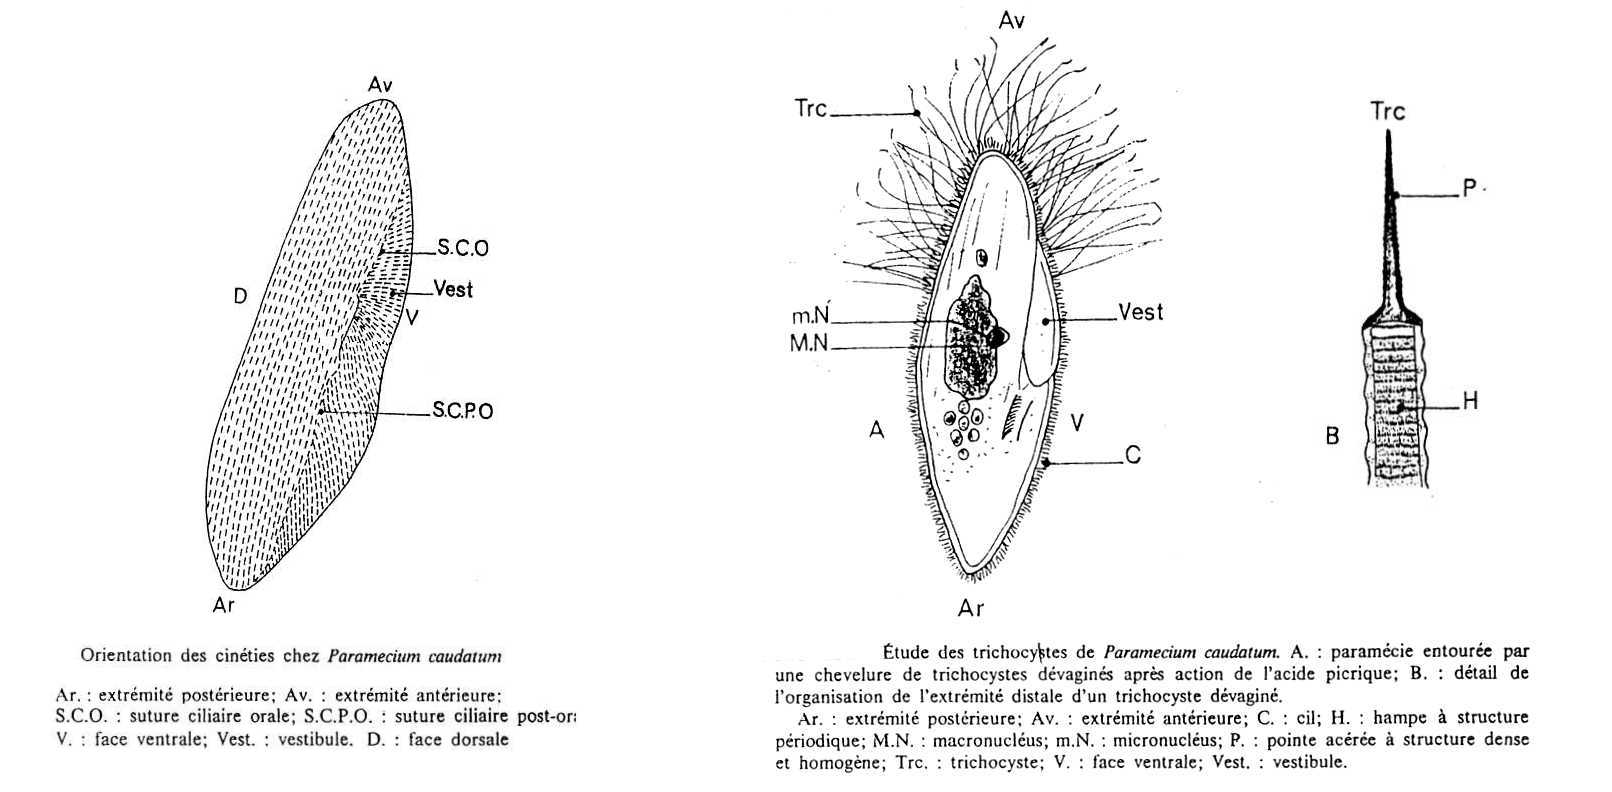 Av
S.C.O
D
Vest
V
S.C.P.O
Ar
Orientation des cinéties chez Paramecium caudatum
Ar. : extrémité postérieure; Av. : extrémité antérieure;
S.C.O. : suture ciliaire orale; S.C.P.O. : suture ciliaire
V. : face ventrale; Vest. : vestibule. D. : face dorsale
Av
Trc
m.N
M.N
Vest
A
V
C
Ar
Trc
P
H
B
Étude des trichocystes de Paramecium caudatum. A. : paramécie entourée par
une chevelure de trichocystes dévaginés après action de l'acide picrique; B. : détail de
l'organisation de l'extrémité distale d'un trichocyste dévaginé.
Ar. : extrémité postérieure; Av. : extrémité antérieure; C. : cil; H. : hampe à structure
périodique; M.N. : macronucléus; m.N. : micronucléus; P. : pointe acérée à structure dense
et homogène; Trc. : trichocyste; V. : face ventrale; Vest. : vestibule.